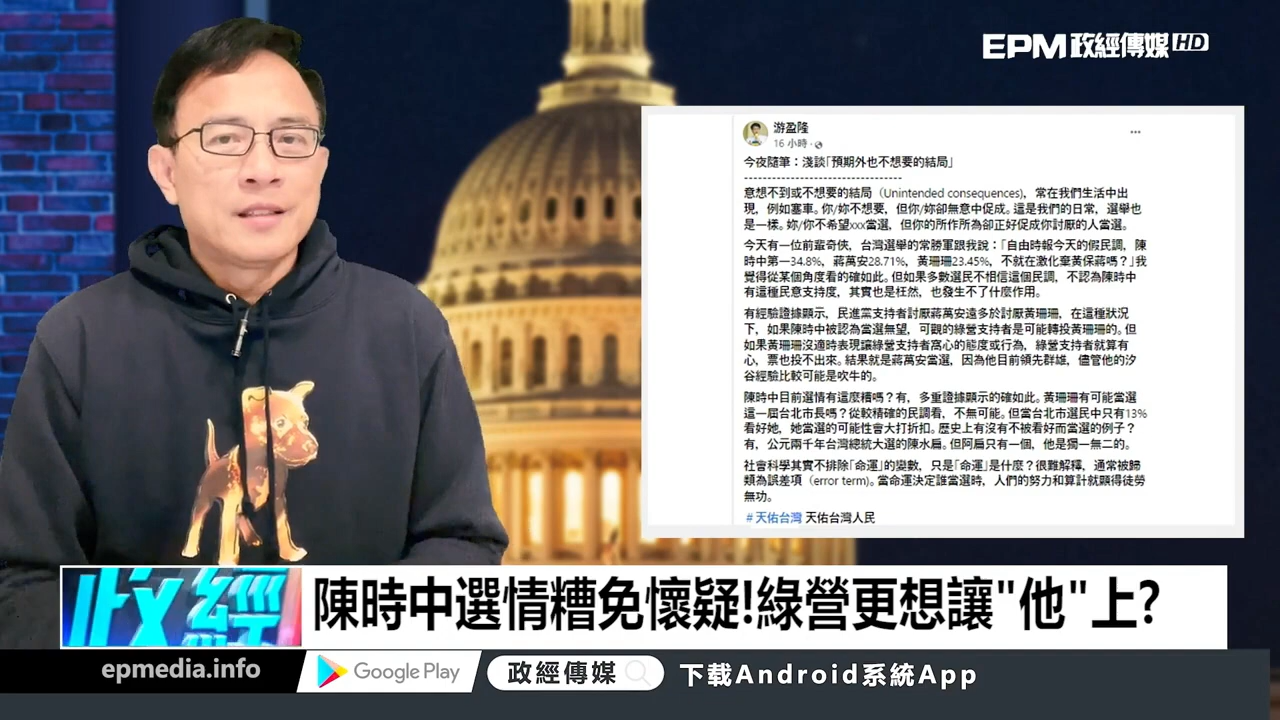 EPM 政經傳媒 HD
游盈隆
16 小時
今夜隨筆：淺談「預期外也不想要的結局」
----------------------------------
意想不到或不想要的結局（Unintended consequences)，常在我們生活中出
現，例如塞車。你/妳不想要，但你/妳卻無意中促成。這是我們的日常，選舉也
是一樣。妳/你不希望xxx當選，但你的所作所為卻正好促成你討厭的人當選。
今天有一位前輩奇俠，台灣選舉的常勝軍跟我說：「自由時報今天的假民調，陳
時中第一34.8%，蔣萬安28.71%，黃珊珊23.45%，不就在激化棄黃保蔣嗎？」我
覺得從某個角度看的確如此。但如果多數選民不相信這個民調，不認為陳時中
有這種民意支持度，其實也是枉然，也發生不了什麼作用。
有經驗證據顯示，民進黨支持者討厭蔣萬安遠多於討厭黃珊珊，在這種狀況
下，如果陳時中被認為當選無望，可觀的綠營支持者是可能轉投黃珊珊的。但
如果黃珊珊沒適時表現讓綠營支持者窩心的態度或行為，綠營支持者就算有
心，票也投不出來。結果就是蔣萬安當選，因為他目前領先群雄，儘管他的汐
谷經驗比較可能是吹牛的。
陳時中目前選情有這麼糟嗎？有，多重證據顯示的確如此。黃珊珊有可能當選
這一屆台北市長嗎？從較精確的民調看，不無可能。但當台北市選民中只有13%
看好她，她當選的可能性會大打折扣。歷史上有沒有不被看好而當選的例子？
有，公元兩千年台灣總統大選的陳水扁。但阿扁只有一個，他是獨一無二的。
社會科學其實不排除「命運」的變數，只是「命運」是什麼？很難解釋，通常被歸
類為誤差項（error term)。當命運決定誰當選時，人們的努力和算計就顯得徒勞
無功。
#天佑台灣 天佑台灣人民
政經
陳時中選情糟免懷疑!綠營更想讓"他"上?
epmedia.info
Google Play
政經傳媒
下载Android系統App